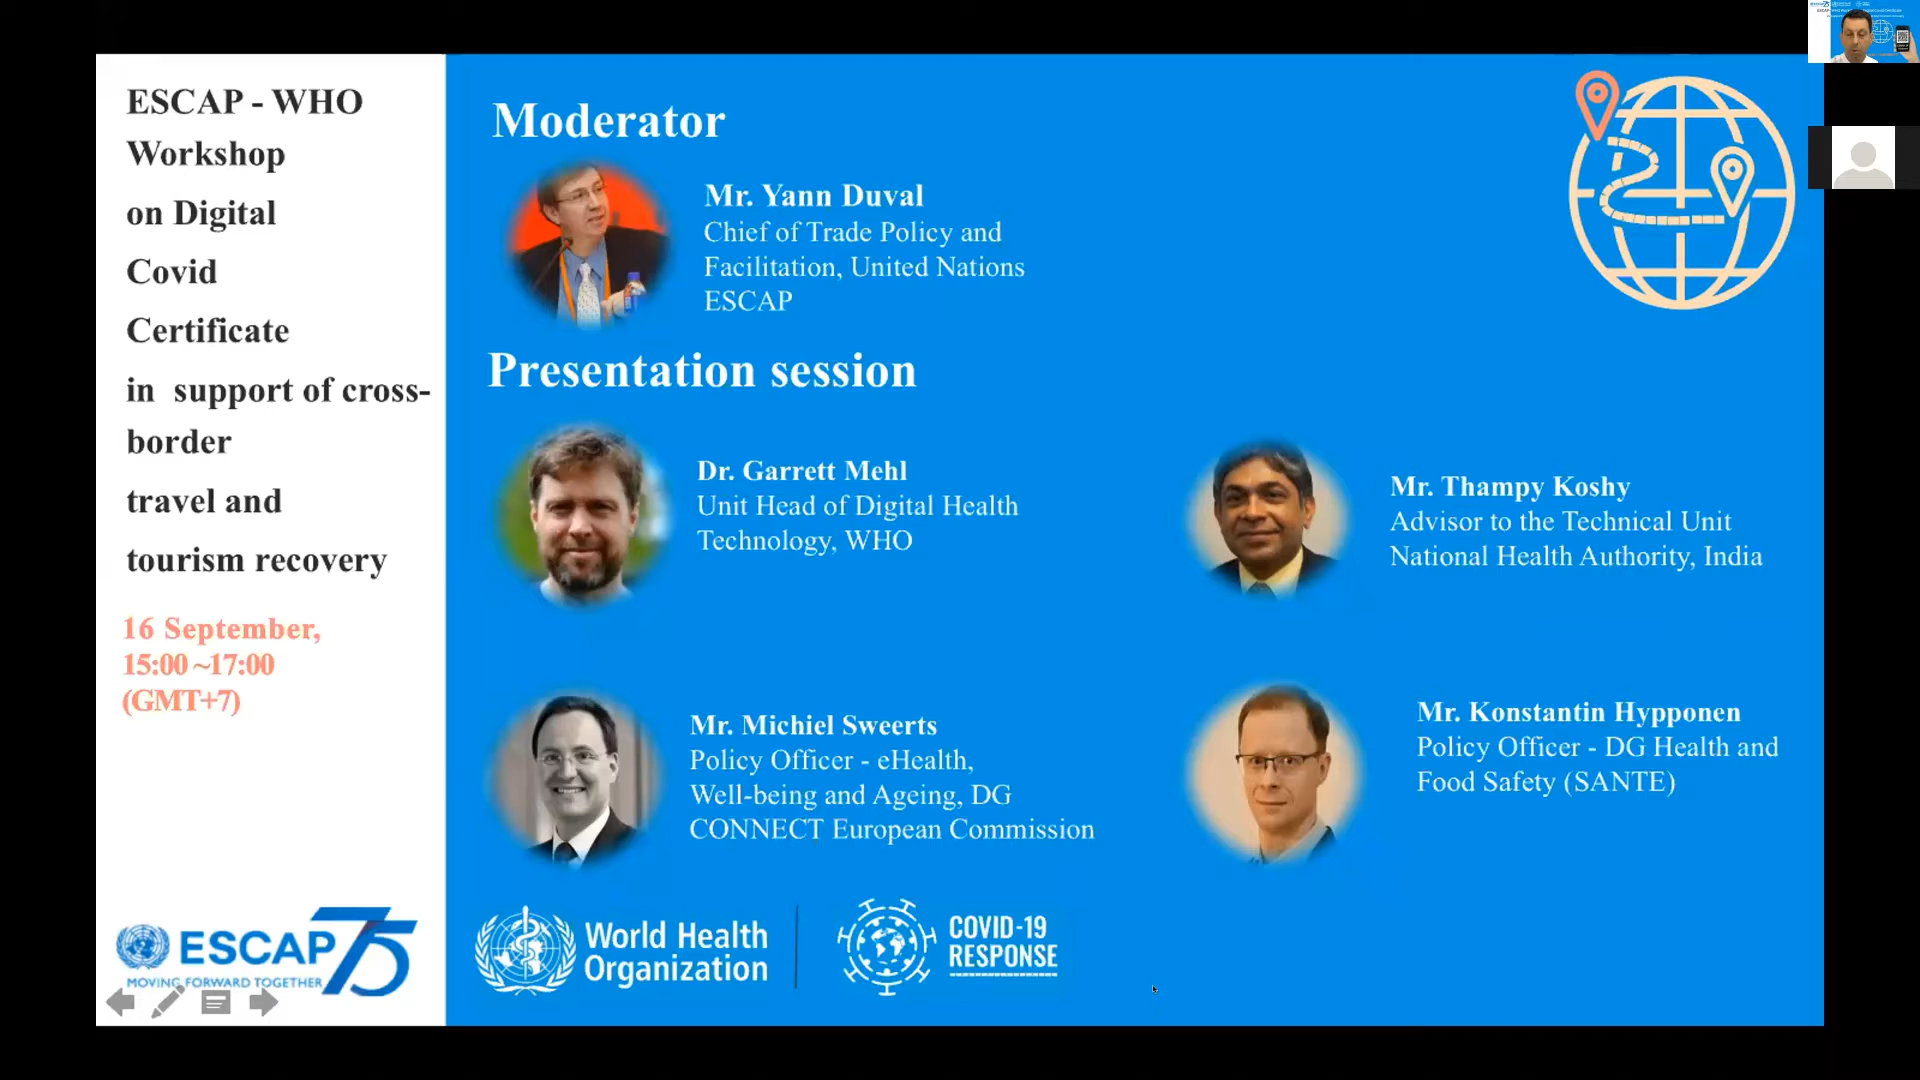 ESCAP - WHO
Workshop
on Digital
Covid
Certificate
in support of cross-
border
travel and
tourism recovery
16 September,
15:00 ~17:00
(GMT+7)
ESCAP 75
MOVING FORWARD TOGETHER
Moderator
Mr. Yann Duval
Chief of Trade Policy and
Facilitation, United Nations
ESCAP
Presentation session
Dr. Garrett Mehl
Unit Head of Digital Health
Technology, WHO
Mr. Thampy Koshy
Advisor to the Technical Unit
National Health Authority, India
Mr. Michiel Sweerts
Policy Officer - eHealth,
Well-being and Ageing, DG
CONNECT European Commission
Mr. Konstantin Hypponen
Policy Officer - DG Health and
Food Safety (SANTE)
World Health
Organization
COVID-19
RESPONSE